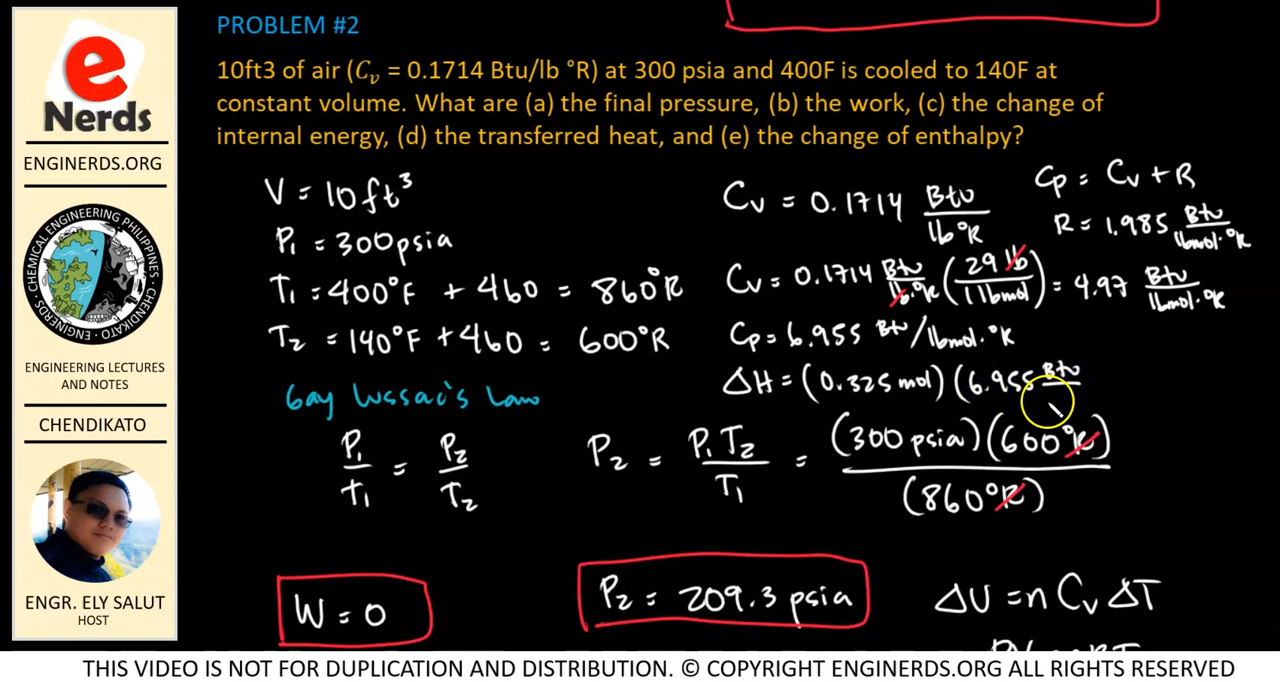 PROBLEM #2
10ft3 of air (Cᵥ = 0.1714 Btu/lb °R) at 300 psia and 400F is cooled to 140F at
constant volume. What are (a) the final pressure, (b) the work, (c) the change of
internal energy, (d) the transferred heat, and (e) the change of enthalpy?
e
Nerds
ENGINERDS.ORG
CHEMICAL ENGINEERING PHILIPPINES • CHENDIKATO ENGINERDS.ORG
ENGINEERING LECTURES
AND NOTES
CHENDIKATO
ENGR. ELY SALUT
HOST
V = 10ft³
P₁ = 300psia
T₁ = 400°F + 460 = 860°R
T₂ = 140°F + 460 = 600°R
Cv = 0.1714 Btu/lb°R
Cp = Cv + R
R = 1.985 Btu/lbmol·°R
Cv = 0.1714 Btu/lb·°R (29 lb/1 lbmol) = 4.97 Btu/lbmol·°R
Cp = 6.955 Btu/lbmol·°R
ΔH = (0.325 mol) (6.955 Btu
Gay Lussac's Law
P₁/T₁ = P₂/T₂
P₂ = P₁T₂/T₁ = (300 psia)(600°R)/(860°R)
W = 0
P₂ = 209.3 psia
ΔU = n Cv ΔT
THIS VIDEO IS NOT FOR DUPLICATION AND DISTRIBUTION. © COPYRIGHT ENGINERDS.ORG ALL RIGHTS RESERVED